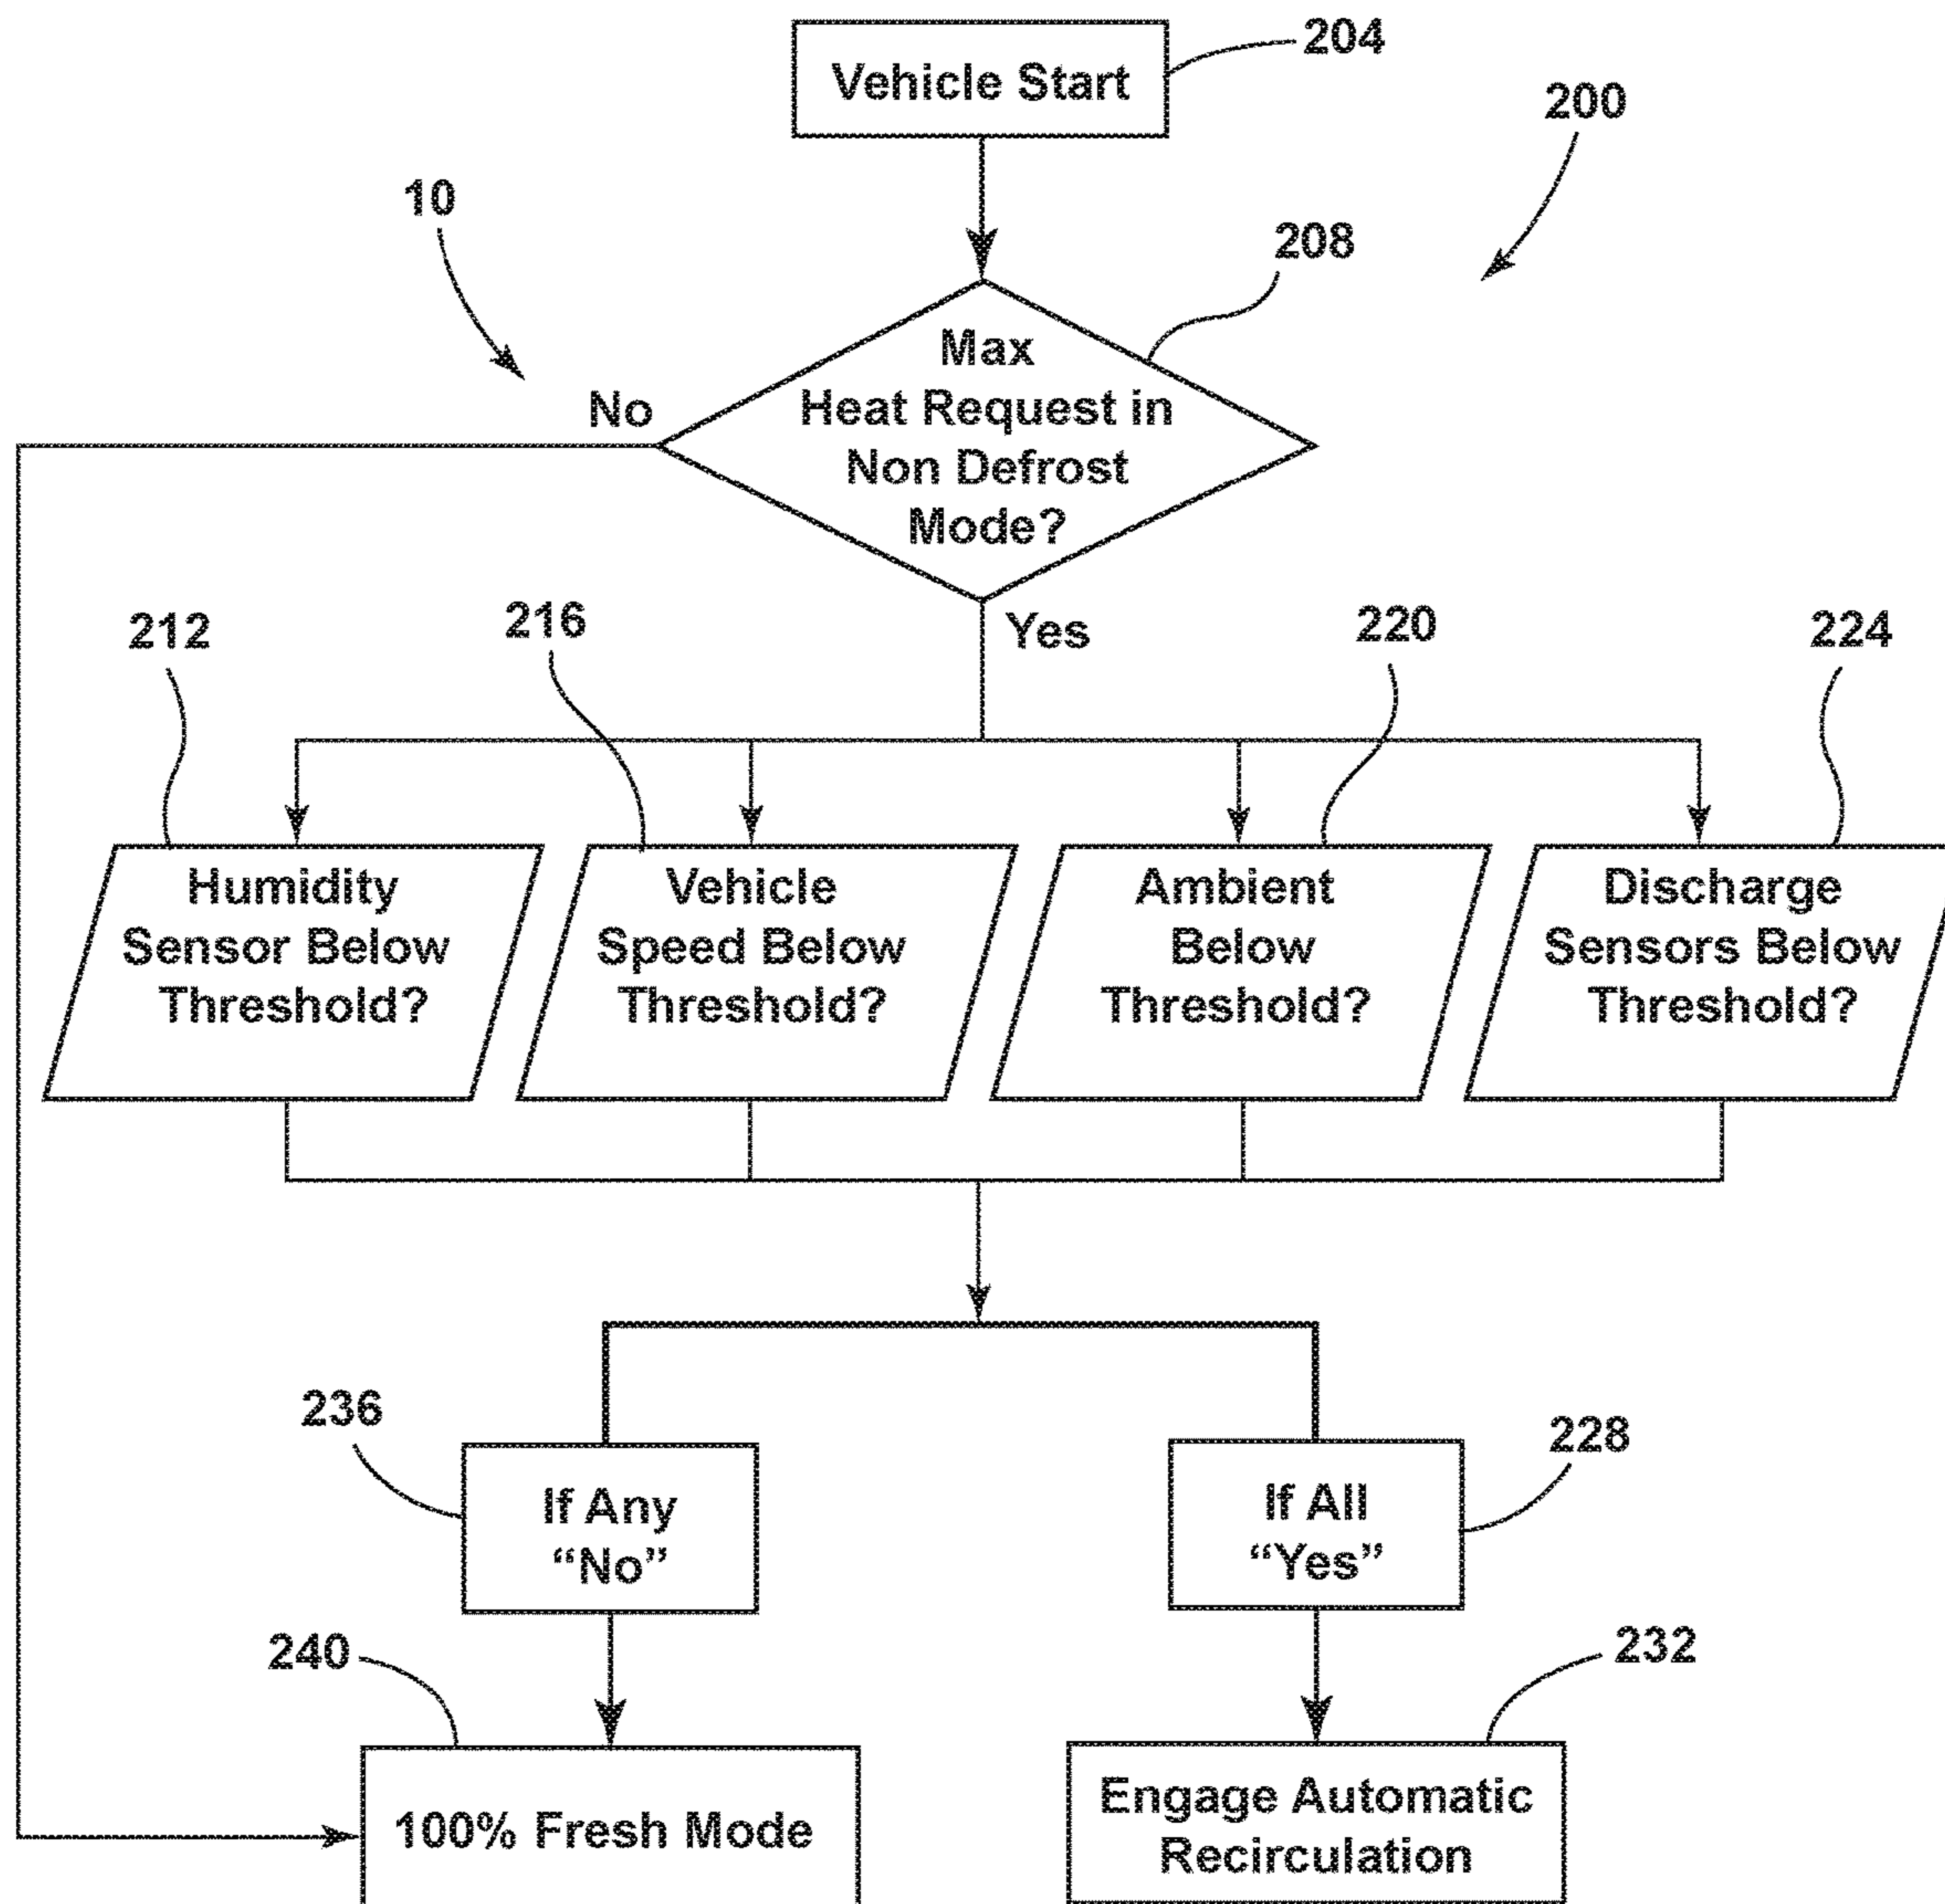 Vehicle Start
204
200
10
208
Max
Heat Request in
Non Defrost
Mode?
No
Yes
212
216
220
224
Humidity
Sensor Below
Threshold?
Vehicle
Speed Below
Threshold?
Ambient
Below
Threshold?
Discharge
Sensors Below
Threshold?
236
If Any
“No”
228
If All
“Yes”
240
100% Fresh Mode
232
Engage Automatic
Recirculation